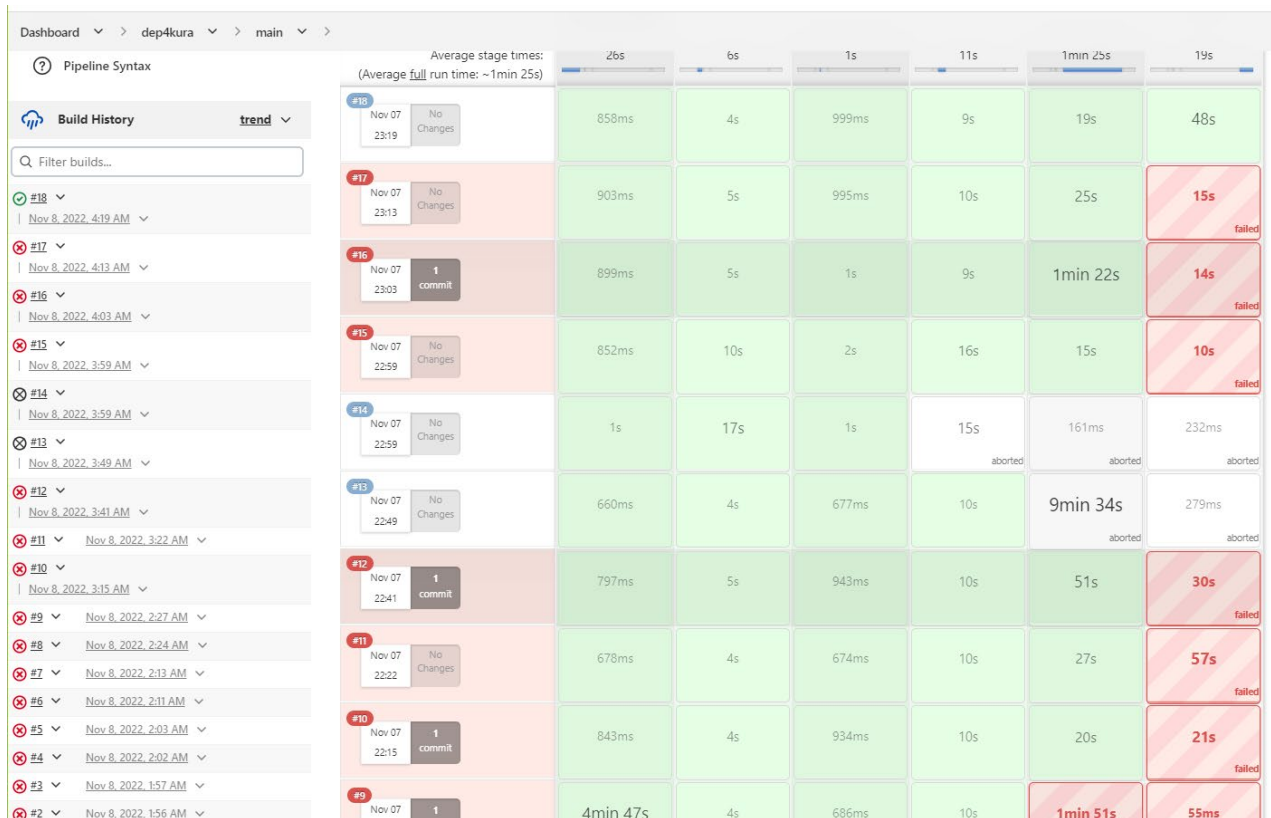 Dashboard > dep4kura > main >
Pipeline Syntax
Build History trend
Filter builds...
#18
Nov 8, 2022, 4:19 AM
#17
Nov 8, 2022, 4:13 AM
#16
Nov 8, 2022, 4:03 AM
#15
Nov 8, 2022, 3:59 AM
#14
Nov 8, 2022, 3:59 AM
#13
Nov 8, 2022, 3:49 AM
#12
Nov 8, 2022, 3:41 AM
#11 Nov 8, 2022, 3:22 AM
#10
Nov 8, 2022, 3:15 AM
#9 Nov 8, 2022, 2:27 AM
#8 Nov 8, 2022, 2:24 AM
#7 Nov 8, 2022, 2:13 AM
#6 Nov 8, 2022, 2:11 AM
#5 Nov 8, 2022, 2:03 AM
#4 Nov 8, 2022, 2:02 AM
#3 Nov 8, 2022, 1:57 AM
#2 Nov 8, 2022, 1:56 AM
Average stage times: 26s 6s 1s 11s 1min 25s 19s
(Average full run time: ~1min 25s)
#18
Nov 07 No
23:19 Changes
858ms 4s 999ms 9s 19s 48s
#17
Nov 07 No
23:13 Changes
903ms 5s 995ms 10s 25s 15s
failed
#16
Nov 07 1
23:03 commit
899ms 5s 1s 9s 1min 22s 14s
failed
#15
Nov 07 No
22:59 Changes
852ms 10s 2s 16s 15s 10s
failed
#14
Nov 07 No
22:59 Changes
1s 17s 1s 15s 161ms 232ms
aborted aborted aborted
#13
Nov 07 No
22:49 Changes
660ms 4s 677ms 10s 9min 34s 279ms
aborted aborted
#12
Nov 07 1
22:41 commit
797ms 5s 943ms 10s 51s 30s
failed
#11
Nov 07 No
22:22 Changes
678ms 4s 674ms 10s 27s 57s
failed
#10
Nov 07 1
22:15 commit
843ms 4s 934ms 10s 20s 21s
failed
#9
Nov 07 1
4min 47s 4s 686ms 10s 1min 51s 55ms